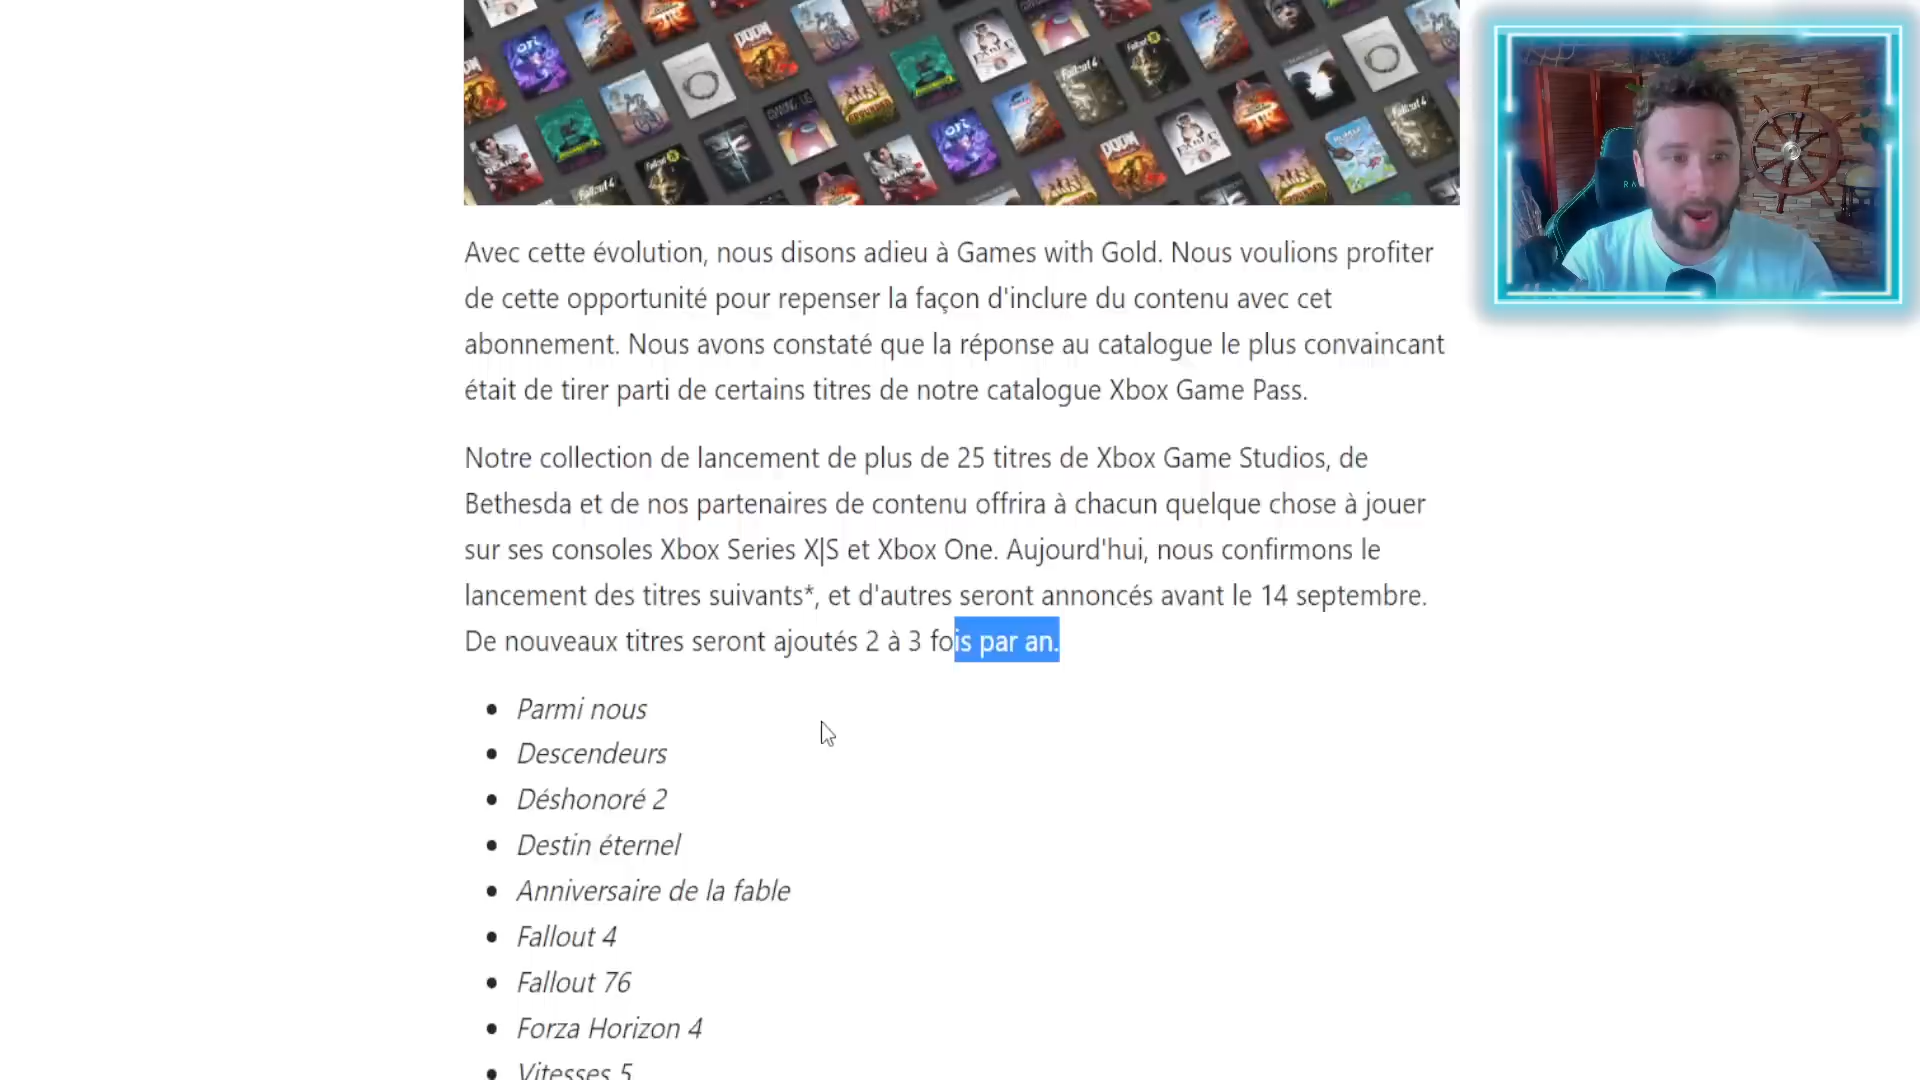 Avec cette évolution, nous disons adieu à Games with Gold. Nous voulions profiter
de cette opportunité pour repenser la façon d'inclure du contenu avec cet
abonnement. Nous avons constaté que la réponse au catalogue le plus convaincant
était de tirer parti de certains titres de notre catalogue Xbox Game Pass.
Notre collection de lancement de plus de 25 titres de Xbox Game Studios, de
Bethesda et de nos partenaires de contenu offrira à chacun quelque chose à jouer
sur ses consoles Xbox Series X|S et Xbox One. Aujourd'hui, nous confirmons le
lancement des titres suivants*, et d'autres seront annoncés avant le 14 septembre.
De nouveaux titres seront ajoutés 2 à 3 fois par an.
• Parmi nous
• Descendeurs
• Déshonoré 2
• Destin éternel
• Anniversaire de la fable
• Fallout 4
• Fallout 76
• Forza Horizon 4
• Vitesses 5